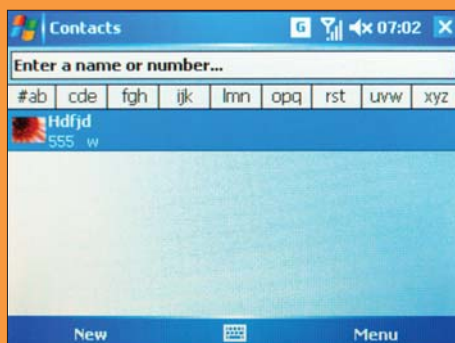 Contacts
G
07:02
Enter a name or number...
#ab cde fgh ijk lmn opq rst uvw xyz
Hdfjd
555 w
New Menu